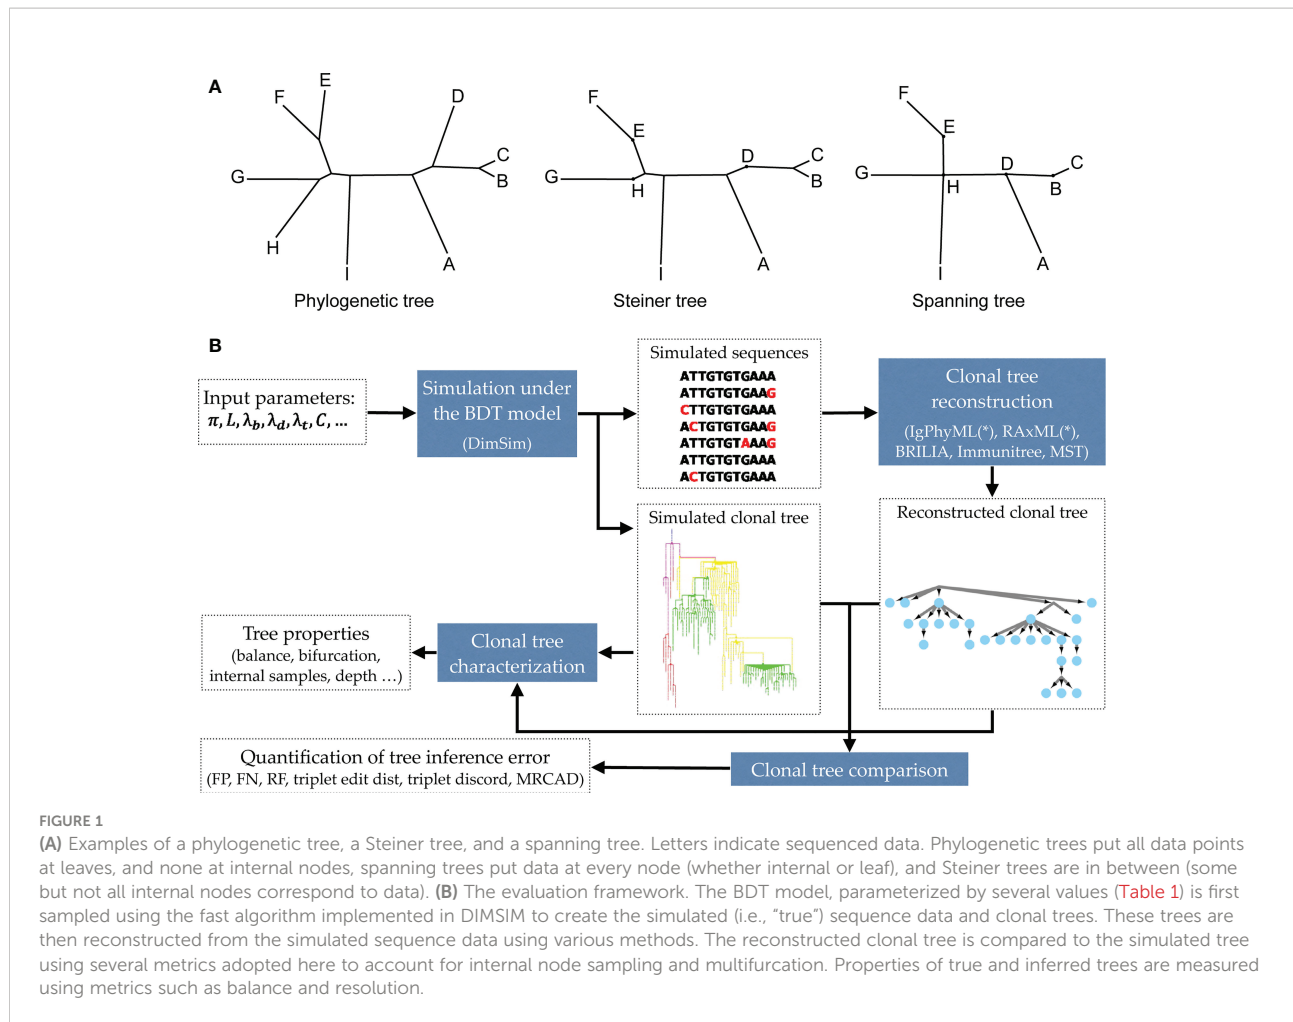 A
F
E
D
G
C
B
H
I
A
Phylogenetic tree
F
E
D
C
B
G
H
I
A
Steiner tree
F
E
D
C
B
G
H
I
A
Spanning tree
B
Input parameters:
π, L, λb, λd, λt, C, ...
Simulation under
the BDT model
(DimSim)
Simulated sequences
ATTGTGTGAAA
ATTGTGTGAAG
CTTGTGTGAAA
ACTGTGTGAAG
ATTGTGTAAAG
ATTGTGTGAAA
ACTGTGTGAAA
Clonal tree
reconstruction
(IgPhyML(*), RAxML(*),
BRILIA, Immunitree, MST)
Simulated clonal tree
Reconstructed clonal tree
Tree properties
(balance, bifurcation,
internal samples, depth ...)
Clonal tree
characterization
Quantification of tree inference error
(FP, FN, RF, triplet edit dist, triplet discord, MRCAD)
Clonal tree comparison
FIGURE 1
(A) Examples of a phylogenetic tree, a Steiner tree, and a spanning tree. Letters indicate sequenced data. Phylogenetic trees put all data points
at leaves, and none at internal nodes, spanning trees put data at every node (whether internal or leaf), and Steiner trees are in between (some
but not all internal nodes correspond to data). (B) The evaluation framework. The BDT model, parameterized by several values (Table 1) is first
sampled using the fast algorithm implemented in DIMSIM to create the simulated (i.e., “true”) sequence data and clonal trees. These trees are
then reconstructed from the simulated sequence data using various methods. The reconstructed clonal tree is compared to the simulated tree
using several metrics adopted here to account for internal node sampling and multifurcation. Properties of true and inferred trees are measured
using metrics such as balance and resolution.